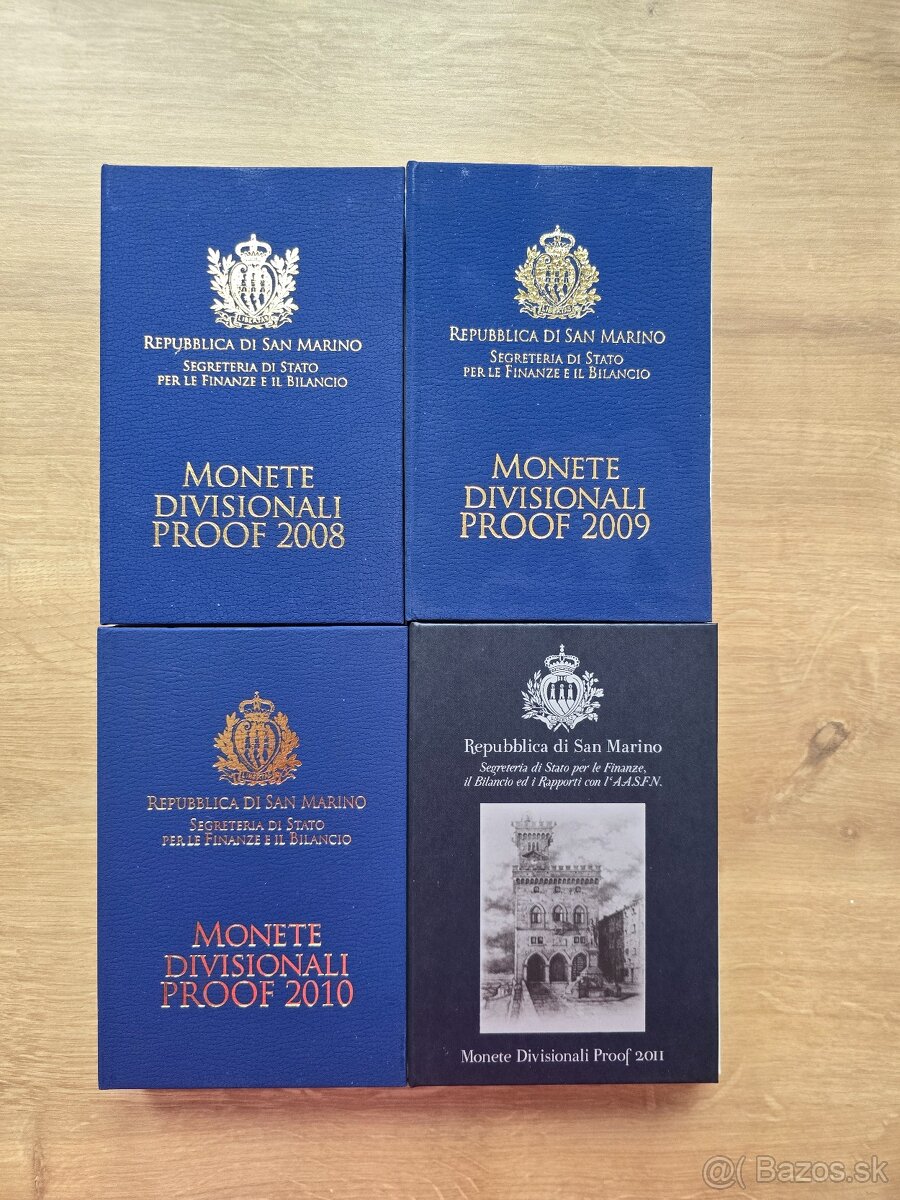 LIBERTAS
REPUBBLICA DI SAN MARINO
SEGRETERIA DI STATO
PER LE FINANZE E IL BILANCIO
MONETE
DIVISIONALI
PROOF 2008
LIBERTAS
REPUBBLICA DI SAN MARINO
SEGRETERIA DI STATO
PER LE FINANZE E IL BILANCIO
MONETE
DIVISIONALI
PROOF 2009
LIBERTAS
REPUBBLICA DI SAN MARINO
SEGRETERIA DI STATO
PER LE FINANZE E IL BILANCIO
MONETE
DIVISIONALI
PROOF 2010
Repubblica di San Marino
Segreteria di Stato per le Finanze,
il Bilancio ed i Rapporti con l'A.A.S.F.N.
Monete Divisionali Proof 2011
@( Bazos.sk